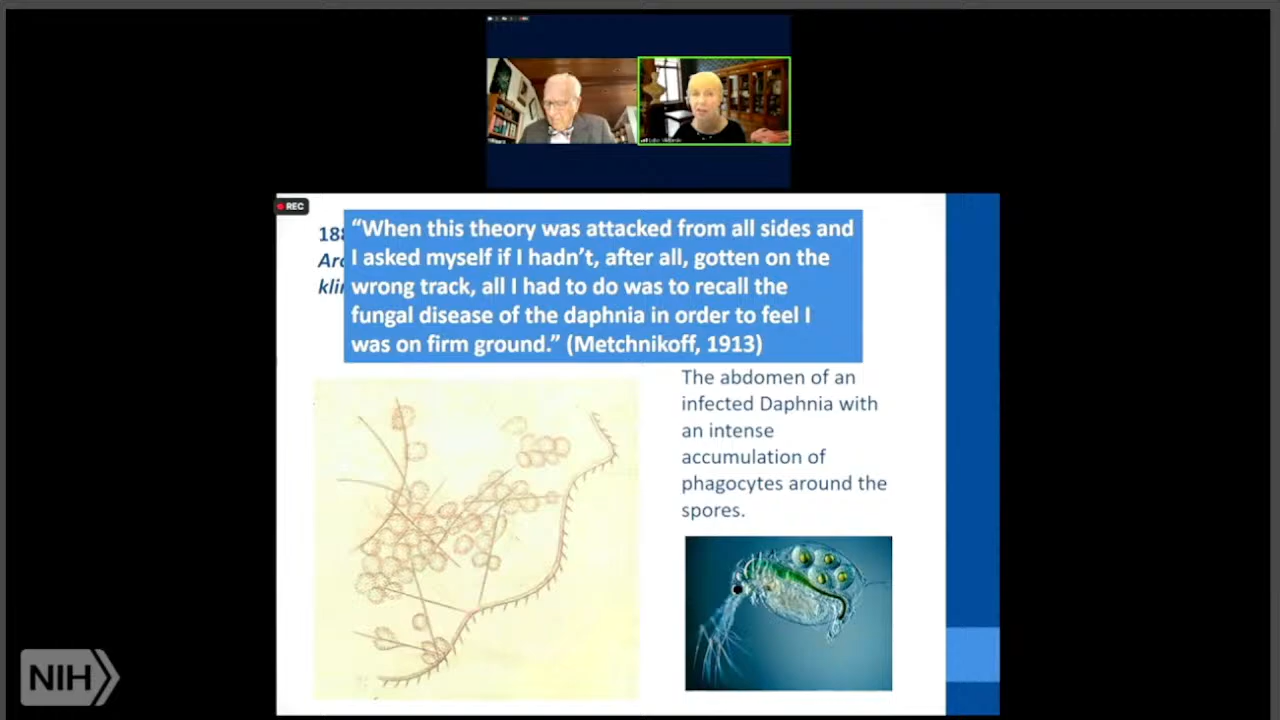 REC
188
“When this theory was attacked from all sides and
I asked myself if I hadn’t, after all, gotten on the
wrong track, all I had to do was to recall the
fungal disease of the daphnia in order to feel I
was on firm ground.” (Metchnikoff, 1913)
The abdomen of an
infected Daphnia with
an intense
accumulation of
phagocytes around the
spores.
NIH